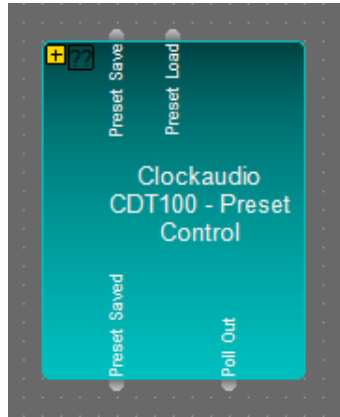 + ??
Preset Save
Preset Load
Clockaudio
CDT100 - Preset
Control
Preset Saved
Poll Out